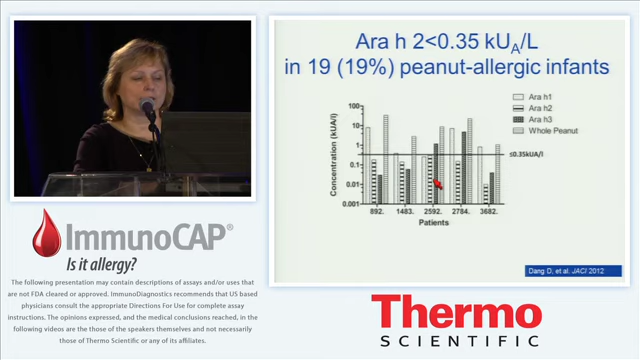 Ara h 2<0.35 kUA/L
in 19 (19%) peanut-allergic infants
Ara h1
Ara h2
Ara h3
Whole Peanut
Concentration (kUA/l)
100
10
1
0.1
0.01
0.001
≤0.35kUA/l
892.
1483.
2592.
2784.
3682.
Patients
Dang D, et al. JACI 2012
ImmunoCAP®
Is it allergy?
The following presentation may contain descriptions of assays and/or uses that
are not FDA cleared or approved. ImmunoDiagnostics recommends that US based
physicians consult the appropriate Directions For Use for complete assay
instructions. The opinions expressed, and the medical conclusions reached, in the
following videos are the those of the speakers themselves and not necessarily
those of Thermo Scientific or any of its affiliates.
Thermo
SCIENTIFIC